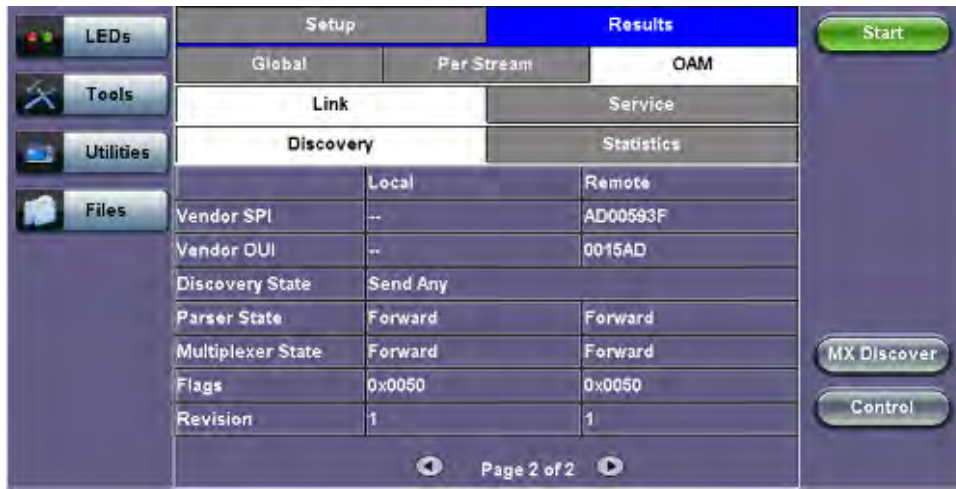 LEDs
Tools
Utilities
Files
Setup Results
Global Per Stream OAM
Link Service
Discovery Statistics
Local Remote
Vendor SPI -- AD00593F
Vendor OUI -- 0015AD
Discovery State Send Any
Parser State Forward Forward
Multiplexer State Forward Forward
Flags 0x0050 0x0050
Revision 1 1
Page 2 of 2
Start
MX Discover
Control